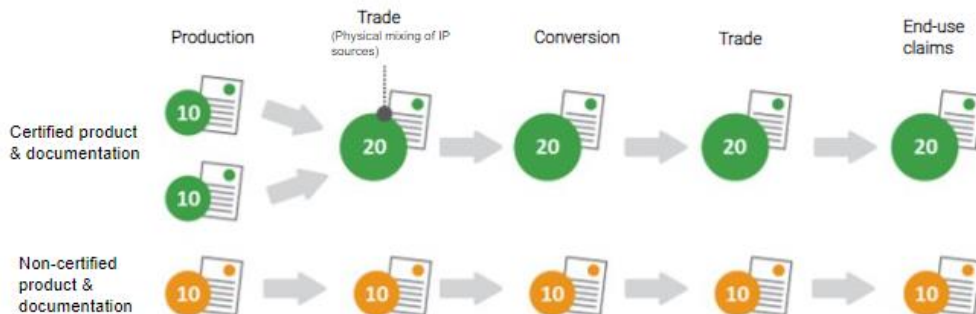 Production
Trade
(Physical mixing of IP
sources)
Conversion
Trade
End-use
claims
Certified product
& documentation
10
10
20
20
20
20
Non-certified
product &
documentation
10
10
10
10
10